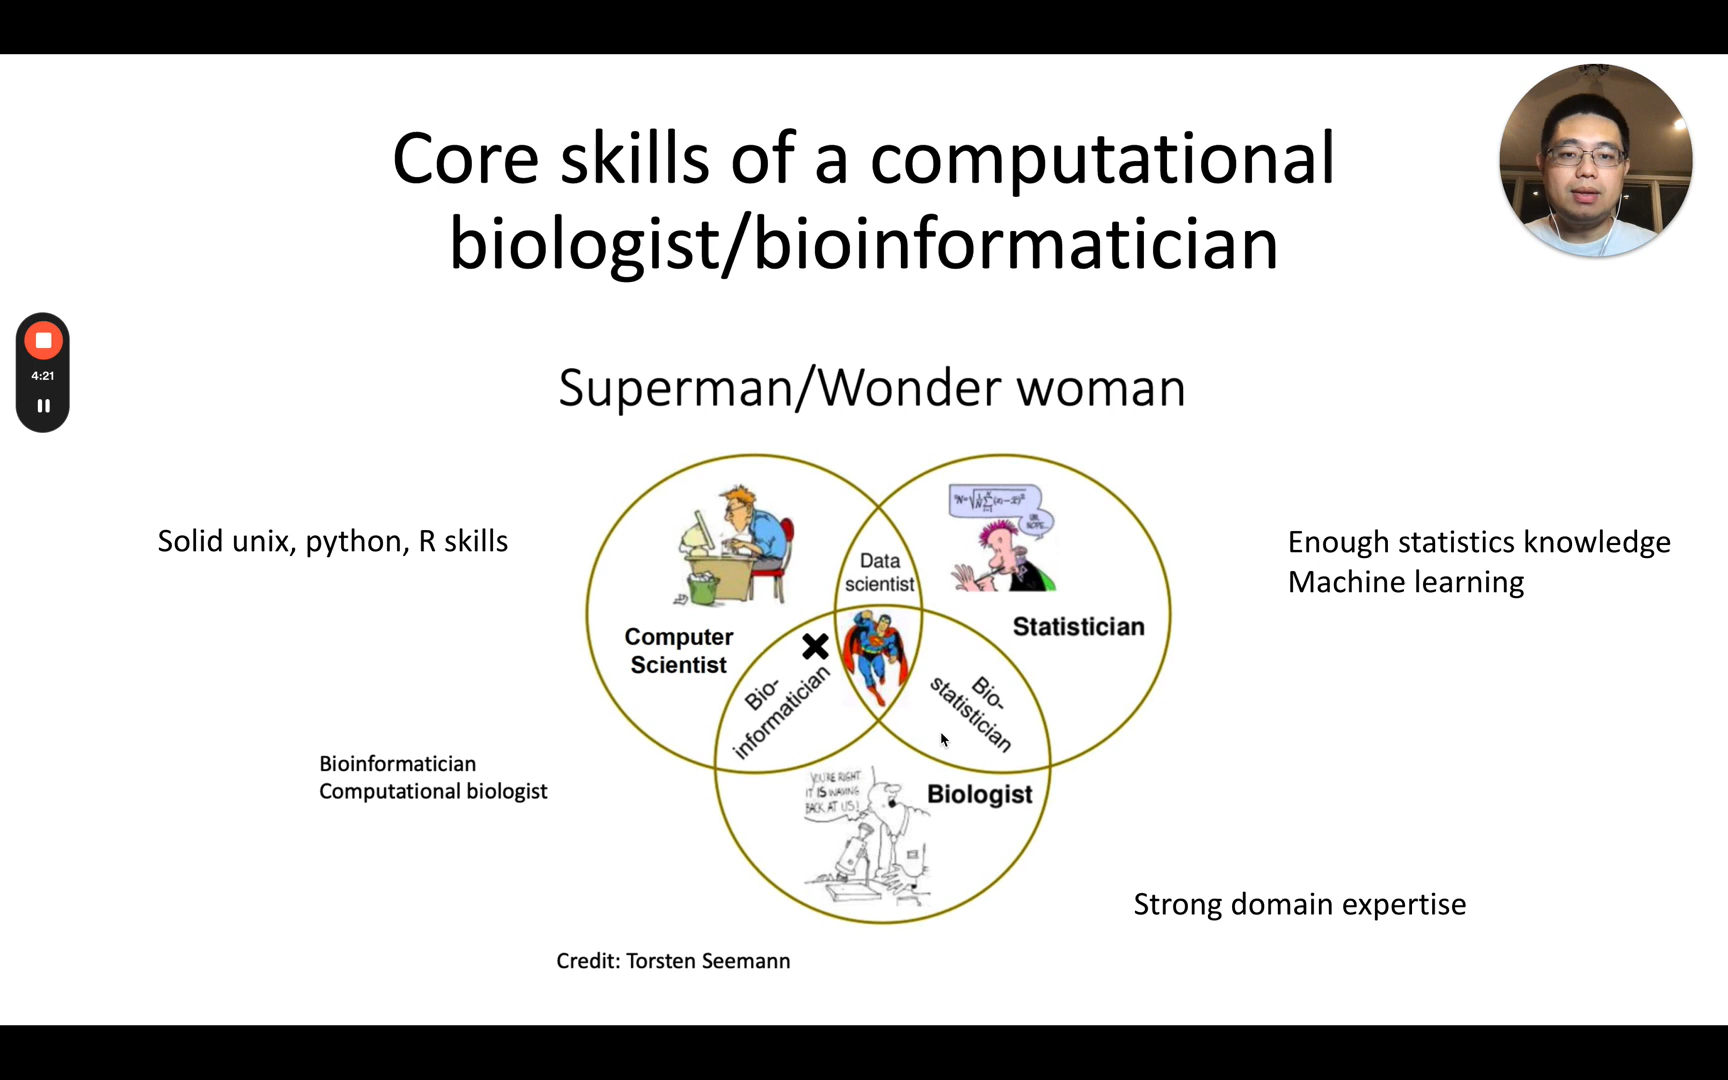 Core skills of a computational
biologist/bioinformatician
4:21
Superman/Wonder woman
Solid unix, python, R skills
Enough statistics knowledge
Machine learning
UH,
NOPE...
Data
scientist
Computer
Scientist
Statistician
Bio-
informatician
Bio-
statistician
Bioinformatician
Computational biologist
YOU'RE RIGHT
IT IS WAVING
BACK AT US!
Biologist
Strong domain expertise
Credit: Torsten Seemann